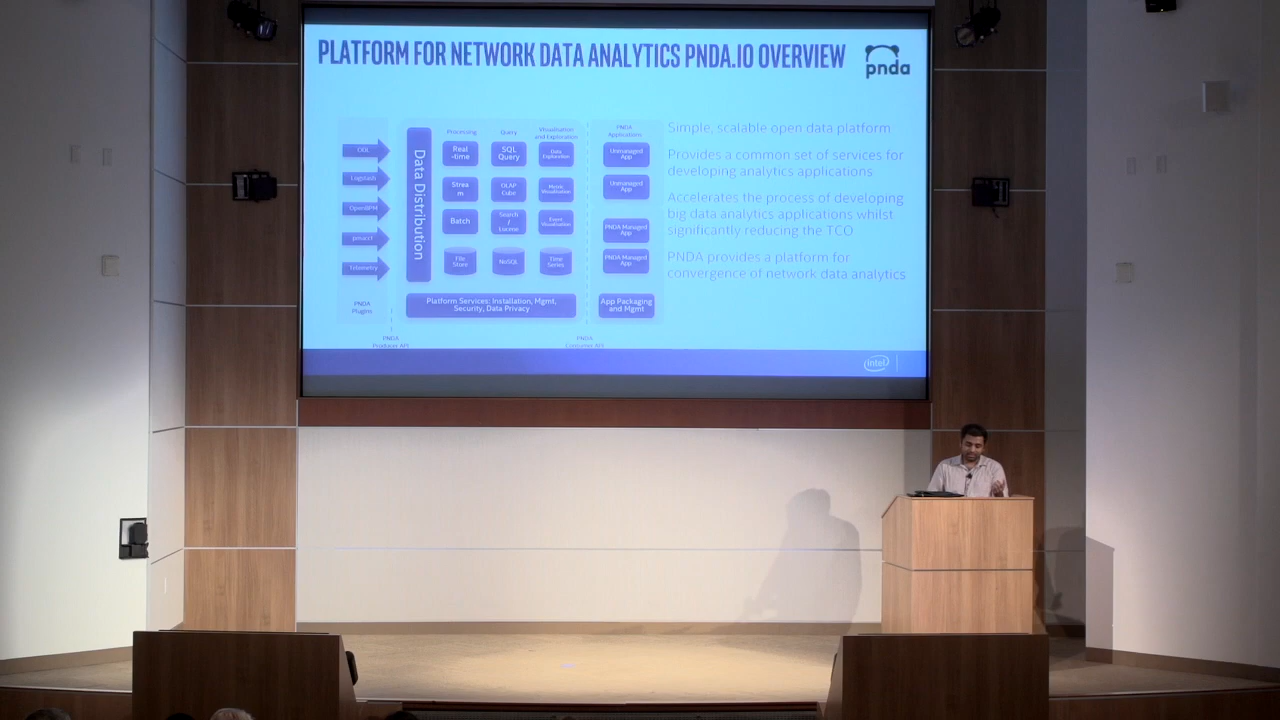 PLATFORM FOR NETWORK DATA ANALYTICS PNDA.IO OVERVIEW
pnda
ODL
Logstash
OpenBPM
pmacct
Telemetry
PNDA
Plugins
Data Distribution
Processing
Query
Visualisation
and Exploration
Real
-time
SQL
Query
Data
Exploration
Strea
m
OLAP
Cube
Metric
Visualisation
Batch
Search
/
Lucene
Event
Visualisation
File
Store
NoSQL
Time
Series
Platform Services: Installation, Mgmt,
Security, Data Privacy
PNDA
Producer API
PNDA
Consumer API
PNDA
Applications
Unmanaged
App
Unmanaged
App
PNDA Managed
App
PNDA Managed
App
App Packaging
and Mgmt
Simple, scalable open data platform
Provides a common set of services for
developing analytics applications
Accelerates the process of developing
big data analytics applications whilst
significantly reducing the TCO
PNDA provides a platform for
convergence of network data analytics
intel